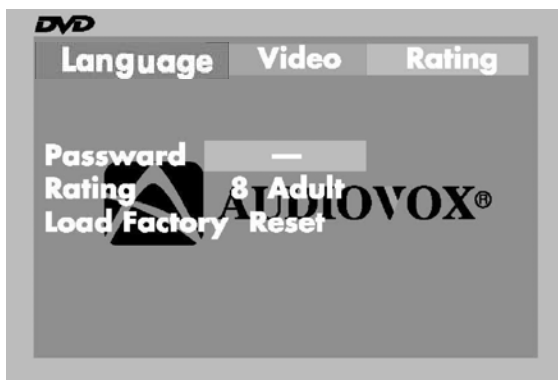 DVD
Language Video Rating
Passward —
Rating 8 Adult
AUDIOVOX®
Load Factory Reset